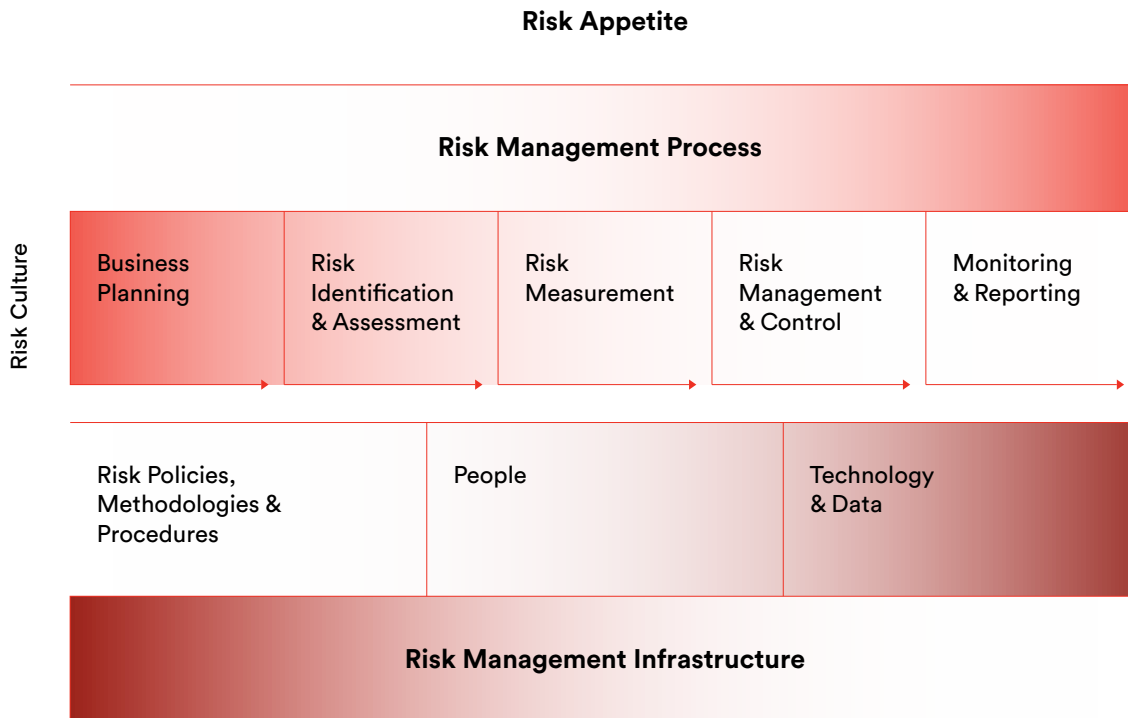 Risk Appetite
Risk Management Process
Risk Culture
Business
Planning
Risk
Identification
& Assessment
Risk
Measurement
Risk
Management
& Control
Monitoring
& Reporting
Risk Policies,
Methodologies &
Procedures
People
Technology
& Data
Risk Management Infrastructure